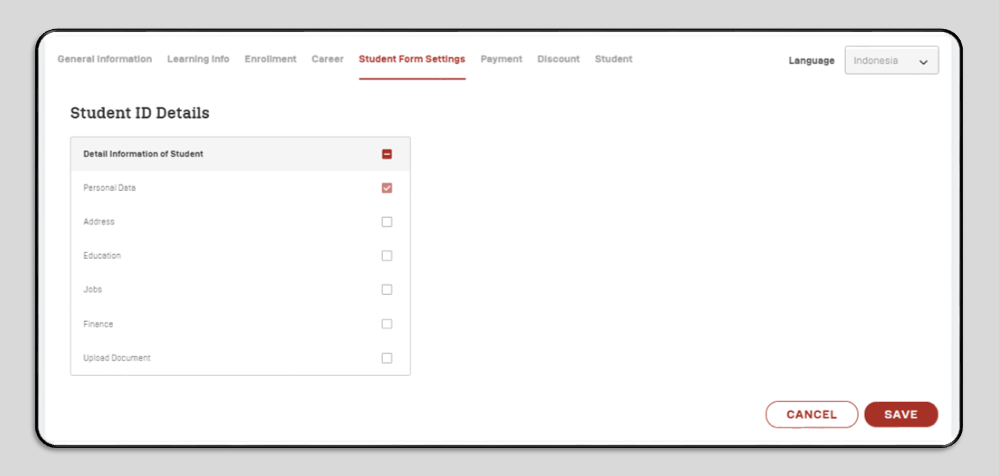 General Information Learning Info Enrollment Career Student Form Settings Payment Discount Student Language Indonesia
Student ID Details
Detail Information of Student
Personal Data
Address
Education
Jobs
Finance
Upload Document
CANCEL SAVE